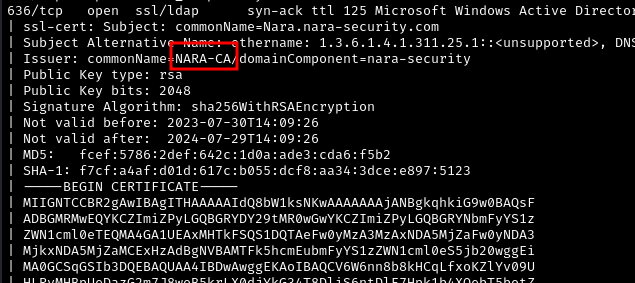 636/tcp open ssl/ldap syn-ack ttl 125 Microsoft Windows Active Direc
| ssl-cert: Subject: commonName=Nara.nara-security.com
| Subject Alternative Name: othername: 1.3.6.1.4.1.311.25.1::<unsupported>, DNS
| Issuer: commonName=NARA-CA/domainComponent=nara-security
| Public Key type: rsa
| Public Key bits: 2048
| Signature Algorithm: sha256WithRSAEncryption
| Not valid before: 2023-07-30T14:09:26
| Not valid after: 2024-07-29T14:09:26
| MD5: fcef:5786:2def:642c:1d0a:ade3:cda6:f5b2
| SHA-1: f7cf:a4af:d01d:617c:b055:dcf8:aa34:3dce:e897:5123
| -----BEGIN CERTIFICATE-----
| MIIGNTCCBR2gAwIBAgITHAAAAAIdQ8bW1ksNKwAAAAAAAjANBgkqhkiG9w0BAQsF
| ADBGMRMwEQYKCZImiZPyLGQBGRYDY29tMR0wGwYKCZImiZPyLGQBGRYNbmFyYS1z
| ZWN1cml0eTEQMA4GA1UEAxMHTkFSQS1DQTAeFw0yMzA3MzAxNDA5MjZaFw0yNDA3
| MjkxNDA5MjZaMCExHzAdBgNVBAMTFk5hcmEubmFyYS1zZWN1cml0eS5jb20wggEi
| MA0GCSqGSIb3DQEBAQUAA4IBDwAwggEKAoIBAQCV6W6nn8b8kHCqLfxoKZlYv09U